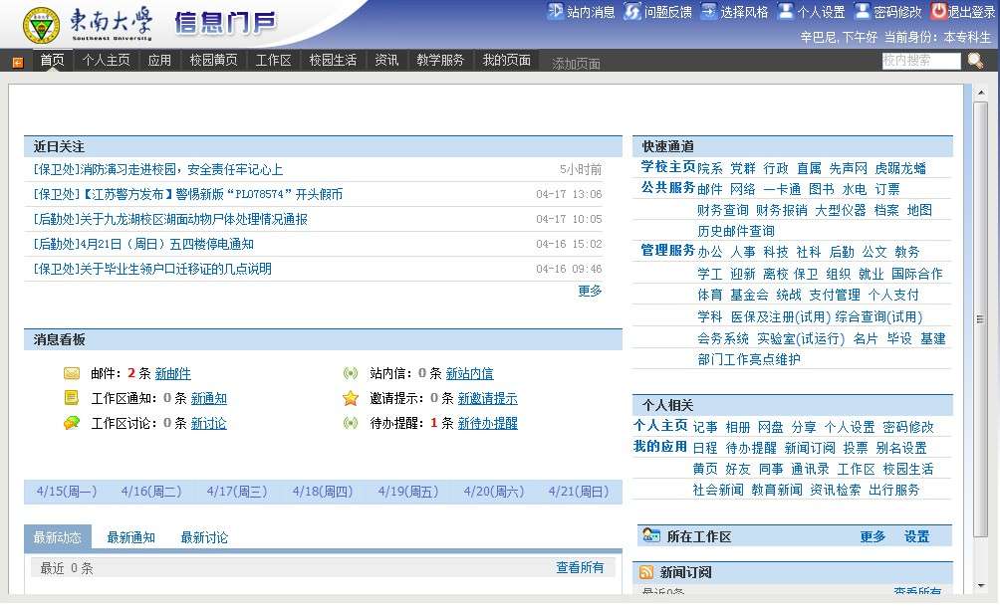 東南大學 信息门户
Southeast University
站内消息 问题反馈 选择风格 个人设置 密码修改 退出登录
辛巴尼,下午好 当前身份：本专科生
首页 个人主页 应用 校园黄页 工作区 校园生活 资讯 教学服务 我的页面 添加页面 校内搜索
近日关注
[保卫处]消防演习走进校园，安全责任牢记心上 5小时前
[保卫处]【江苏警方发布】警惕新版“PL078574”开头假币 04-17 13:06
[后勤处]关于九龙湖校区湖面动物尸体处理情况通报 04-17 10:05
[后勤处]4月21日（周日）五四楼停电通知 04-16 15:02
[保卫处]关于毕业生领户口迁移证的几点说明 04-16 09:46
更多
消息看板
邮件：2 条 新邮件 站内信：0 条 新站内信
工作区通知：0 条 新通知 邀请提示：0 条 新邀请提示
工作区讨论：0 条 新讨论 待办提醒：1 条 新待办提醒
4/15(周一) 4/16(周二) 4/17(周三) 4/18(周四) 4/19(周五) 4/20(周六) 4/21(周日)
最新动态 最新通知 最新讨论
最近 0 条 查看所有
快速通道
学校主页 院系 党群 行政 直属 先声网 虎踞龙蟠
公共服务 邮件 网络 一卡通 图书 水电 订票
财务查询 财务报销 大型仪器 档案 地图
历史邮件查询
管理服务 办公 人事 科技 社科 后勤 公文 教务
学工 迎新 离校 保卫 组织 就业 国际合作
体育 基金会 统战 支付管理 个人支付
学科 医保及注册(试用) 综合查询(试用)
会务系统 实验室(试运行) 名片 毕设 基建
部门工作亮点维护
个人相关
个人主页 记事 相册 网盘 分享 个人设置 密码修改
我的应用 日程 待办提醒 新闻订阅 投票 别名设置
黄页 好友 同事 通讯录 工作区 校园生活
社会新闻 教育新闻 资讯检索 出行服务
所在工作区 更多 设置
新闻订阅
最近0条 查看所有